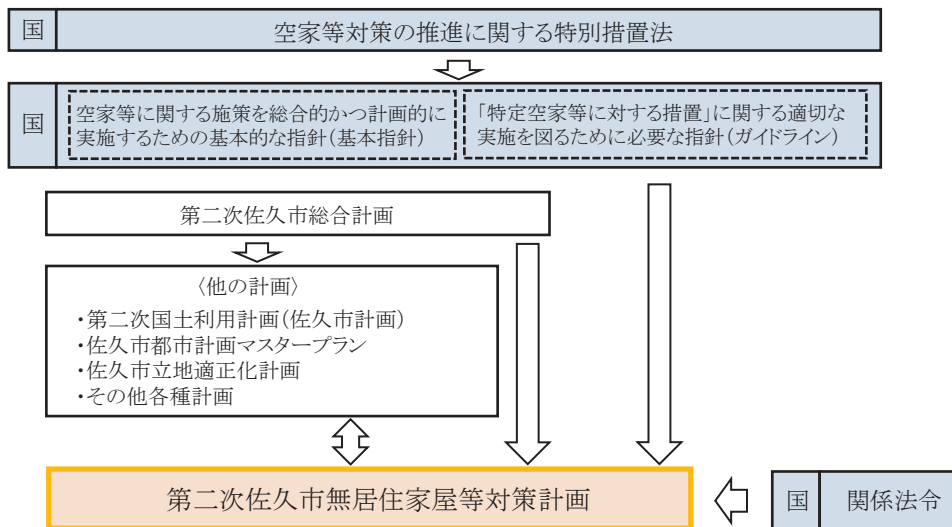 国 空家等対策の推進に関する特別措置法
国
空家等に関する施策を総合的かつ計画的に
実施するための基本的な指針(基本指針)
「特定空家等に対する措置」に関する適切な
実施を図るために必要な指針(ガイドライン)
第二次佐久市総合計画
〈他の計画〉
・第二次国土利用計画(佐久市計画)
・佐久市都市計画マスタープラン
・佐久市立地適正化計画
・その他各種計画
第二次佐久市無居住家屋等対策計画
国 関係法令